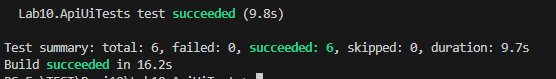 Lab10.ApiUiTests test succeeded (9.8s)
Test summary: total: 6, failed: 0, succeeded: 6, skipped: 0, duration: 9.7s
Build succeeded in 16.2s